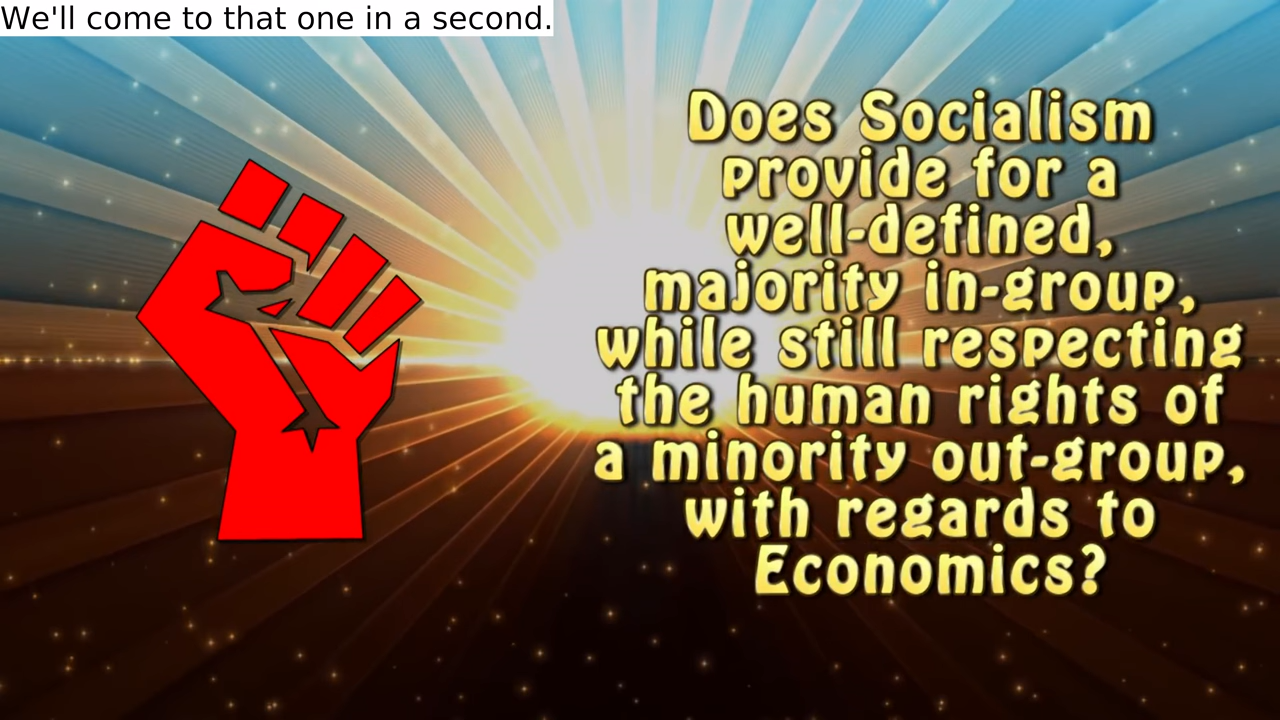 We'll come to that one in a second.
Does Socialism
provide for a
well-defined,
majority in-group,
while still respecting
the human rights of
a minority out-group,
with regards to
Economics?